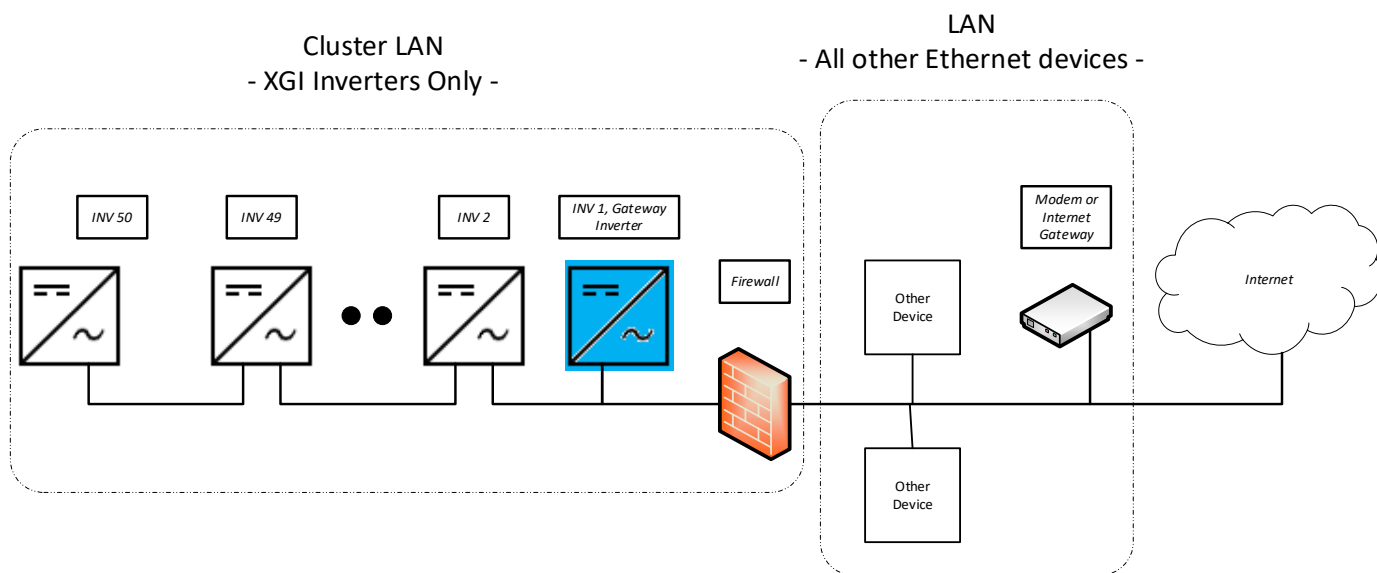 Cluster LAN
- XGI Inverters Only -
LAN
- All other Ethernet devices -
INV 50
INV 49
INV 2
INV 1, Gateway
Inverter
Firewall
Other
Device
Modem or
Internet
Gateway
Internet
Other
Device